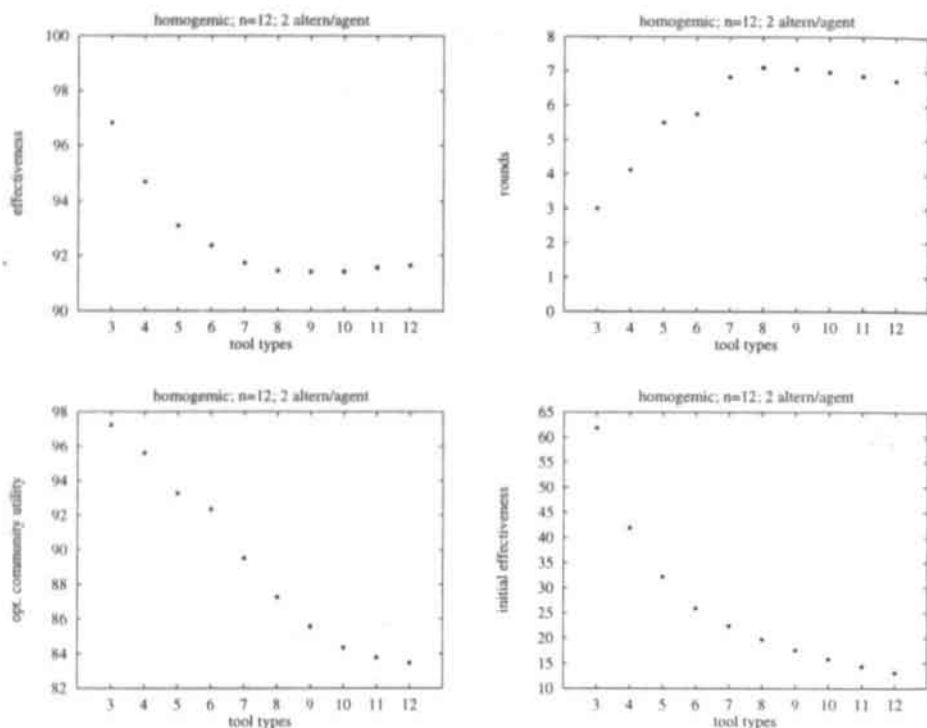 homogemic; n=12; 2 altern/agent
100
98
96
94
92
90
effectiveness
3 4 5 6 7 8 9 10 11 12
tool types
homogemic; n=12; 2 altern/agent
8
7
6
5
4
3
2
1
0
rounds
3 4 5 6 7 8 9 10 11 12
tool types
homogemic; n=12; 2 altern/agent
98
96
94
92
90
88
86
84
82
opt. community utility
3 4 5 6 7 8 9 10 11 12
tool types
homogemic; n=12; 2 altern/agent
65
60
55
50
45
40
35
30
25
20
15
10
initial effectiveness
3 4 5 6 7 8 9 10 11 12
tool types